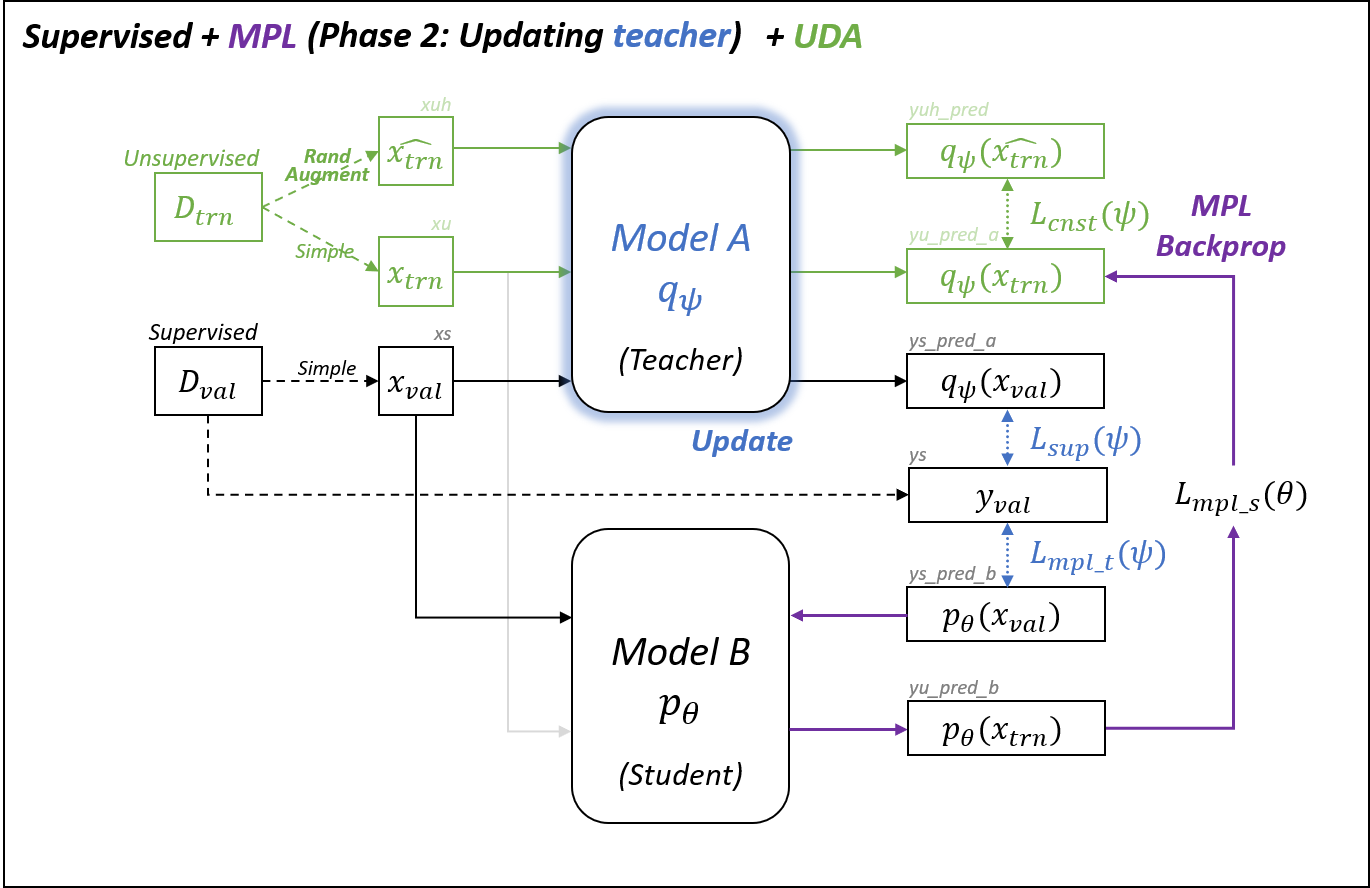 Supervised + MPL (Phase 2: Updating teacher) + UDA
xuh
yuh_pred
Unsupervised
Rand
Augment
$\widehat{x_{trn}}$
$q_\psi(\widehat{x_{trn}})$
$D_{trn}$
$L_{cnst}(\psi)$
MPL
Backprop
xu
yu_pred_a
Simple
$x_{trn}$
Model A
$q_\psi$
(Teacher)
$q_\psi(x_{trn})$
Supervised
xs
ys_pred_a
$D_{val}$
Simple
$x_{val}$
$q_\psi(x_{val})$
Update
$L_{sup}(\psi)$
ys
$y_{val}$
$L_{mpl\_s}(\theta)$
$L_{mpl\_t}(\psi)$
ys_pred_b
$p_\theta(x_{val})$
Model B
$p_\theta$
(Student)
yu_pred_b
$p_\theta(x_{trn})$